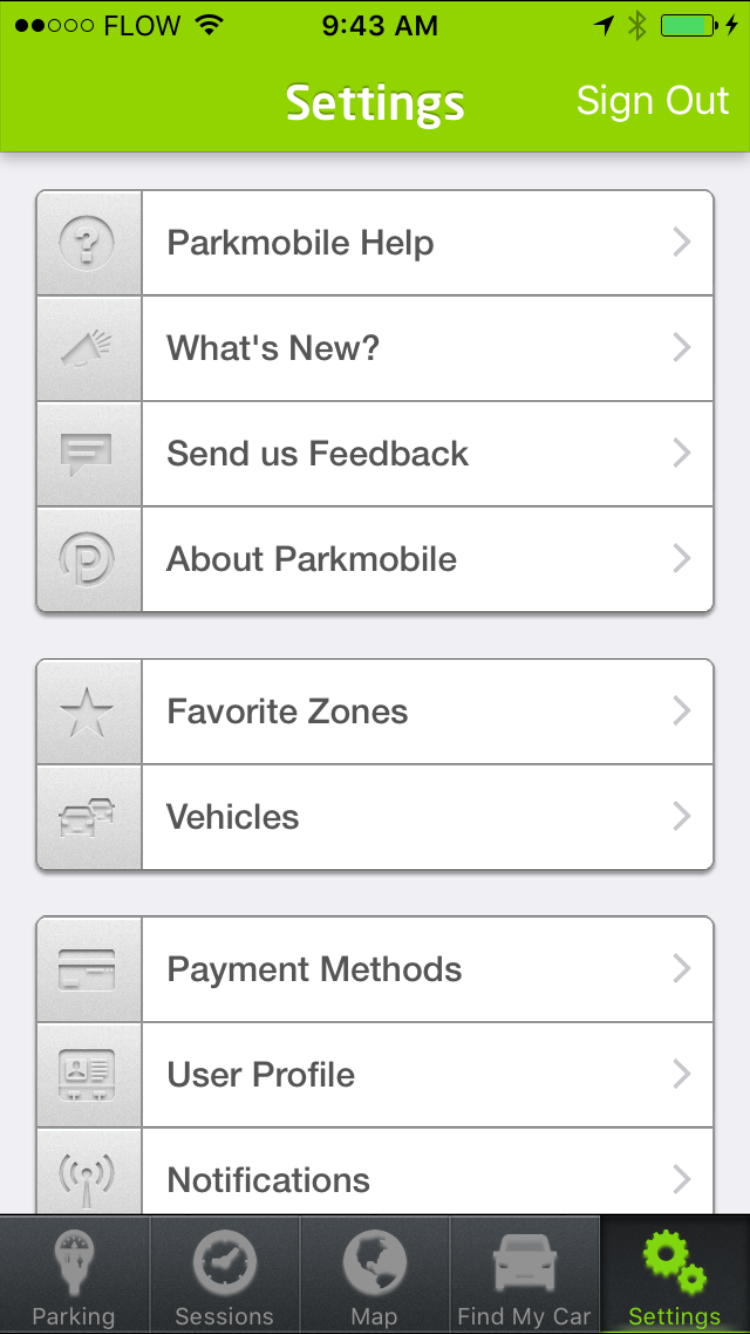 FLOW 9:43 AM
Settings Sign Out
Parkmobile Help
What's New?
Send us Feedback
About Parkmobile
Favorite Zones
Vehicles
Payment Methods
User Profile
Notifications
Parking Sessions Map Find My Car Settings